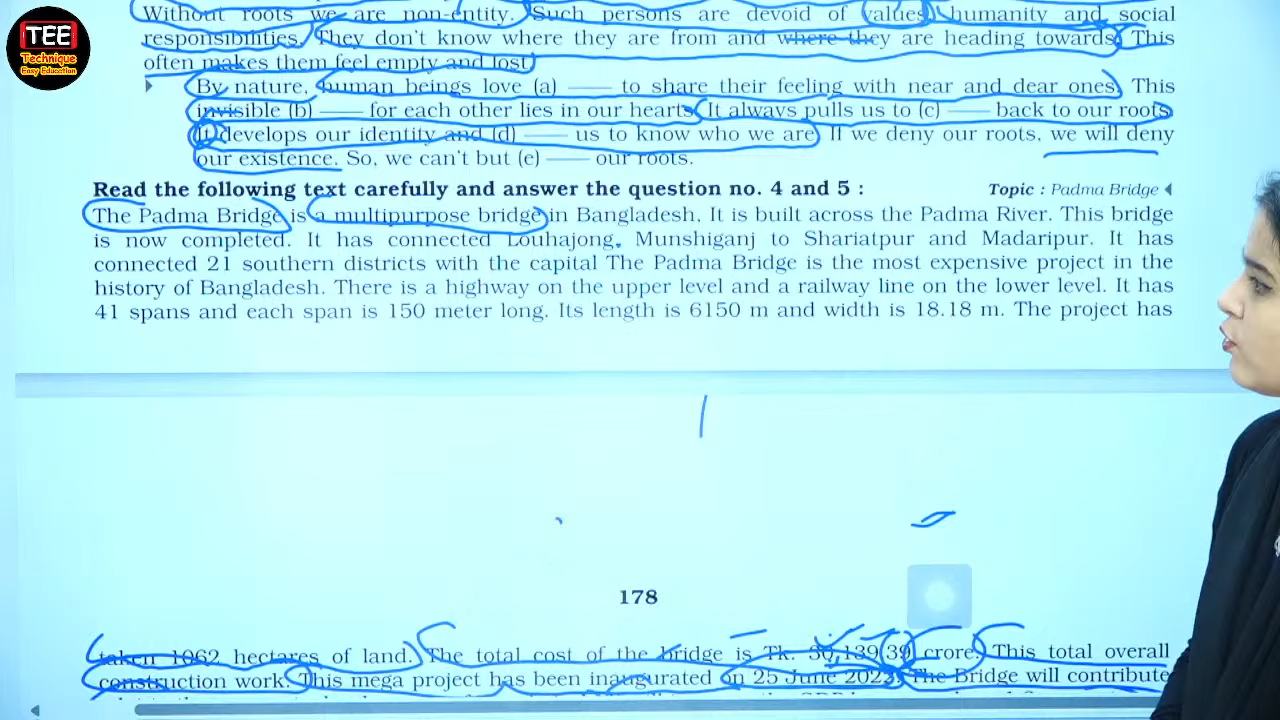 TEE
Technique
Easy Education
Without roots we are non-entity. Such persons are devoid of values, humanity and social
responsibilities. They don't know where they are from and where they are heading towards. This
often makes them feel empty and lost.
By nature, human beings love (a) —— to share their feeling with near and dear ones. This
invisible (b) —— for each other lies in our hearts. It always pulls us to (c) —— back to our roots.
It develops our identity and (d) —— us to know who we are. If we deny our roots, we will deny
our existence. So, we can't but (e) —— our roots.
Read the following text carefully and answer the question no. 4 and 5 : Topic : Padma Bridge
The Padma Bridge is a multipurpose bridge in Bangladesh. It is built across the Padma River. This bridge
is now completed. It has connected Louhajong, Munshiganj to Shariatpur and Madaripur. It has
connected 21 southern districts with the capital The Padma Bridge is the most expensive project in the
history of Bangladesh. There is a highway on the upper level and a railway line on the lower level. It has
41 spans and each span is 150 meter long. Its length is 6150 m and width is 18.18 m. The project has
178
taken 1062 hectares of land. The total cost of the bridge is Tk. crore. This total overall
construction work. This mega project has been inaugurated on 25 June 2022. The Bridge will contribute